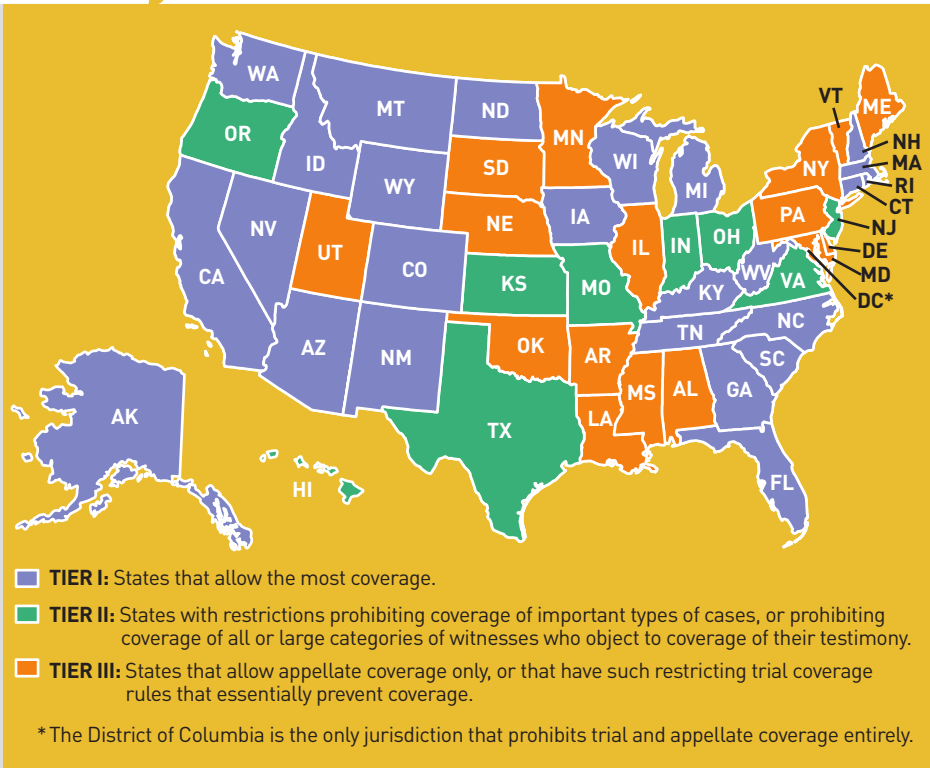 WA
MT
ND
MN
OR
ID
WY
SD
WI
MI
NY
VT
ME
NH
MA
RI
CT
NJ
DE
MD
DC*
NV
UT
CO
NE
IA
IL
IN
OH
PA
CA
KS
MO
KY
WV
VA
AZ
NM
OK
AR
TN
NC
SC
MS
AL
GA
LA
TX
FL
AK
HI
TIER I: States that allow the most coverage.
TIER II: States with restrictions prohibiting coverage of important types of cases, or prohibiting
coverage of all or large categories of witnesses who object to coverage of their testimony.
TIER III: States that allow appellate coverage only, or that have such restricting trial coverage
rules that essentially prevent coverage.
* The District of Columbia is the only jurisdiction that prohibits trial and appellate coverage entirely.